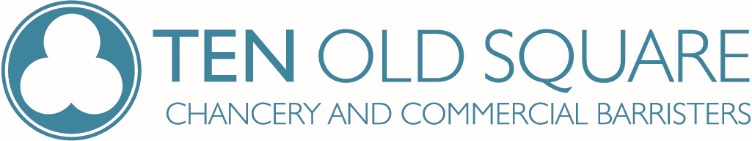 TEN OLD SQUARE
CHANCERY AND COMMERCIAL BARRISTERS